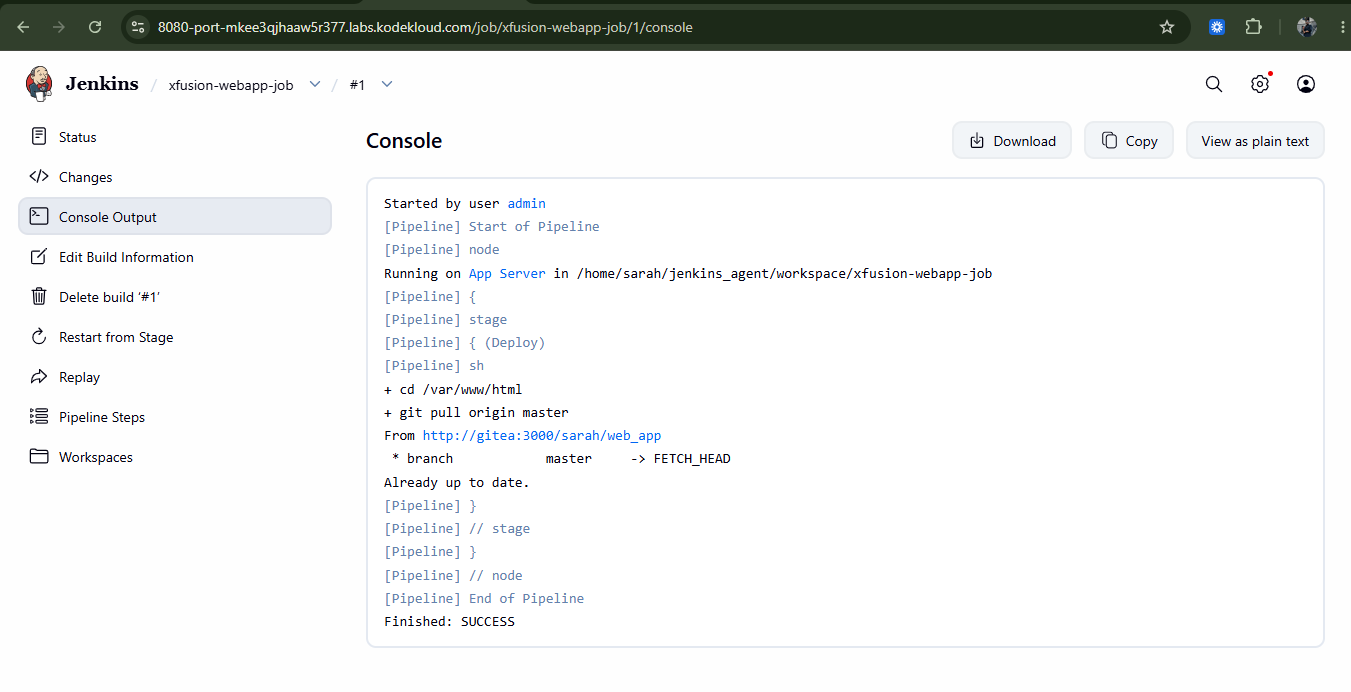 8080-port-mkee3qjhaaw5r377.labs.kodekloud.com/job/xfusion-webapp-job/1/console
Jenkins / xfusion-webapp-job / #1
Status
Changes
Console Output
Edit Build Information
Delete build ‘#1’
Restart from Stage
Replay
Pipeline Steps
Workspaces
Console
Download
Copy
View as plain text
Started by user admin
[Pipeline] Start of Pipeline
[Pipeline] node
Running on App Server in /home/sarah/jenkins_agent/workspace/xfusion-webapp-job
[Pipeline] {
[Pipeline] stage
[Pipeline] { (Deploy)
[Pipeline] sh
+ cd /var/www/html
+ git pull origin master
From http://gitea:3000/sarah/web_app
 * branch            master     -> FETCH_HEAD
Already up to date.
[Pipeline] }
[Pipeline] // stage
[Pipeline] }
[Pipeline] // node
[Pipeline] End of Pipeline
Finished: SUCCESS